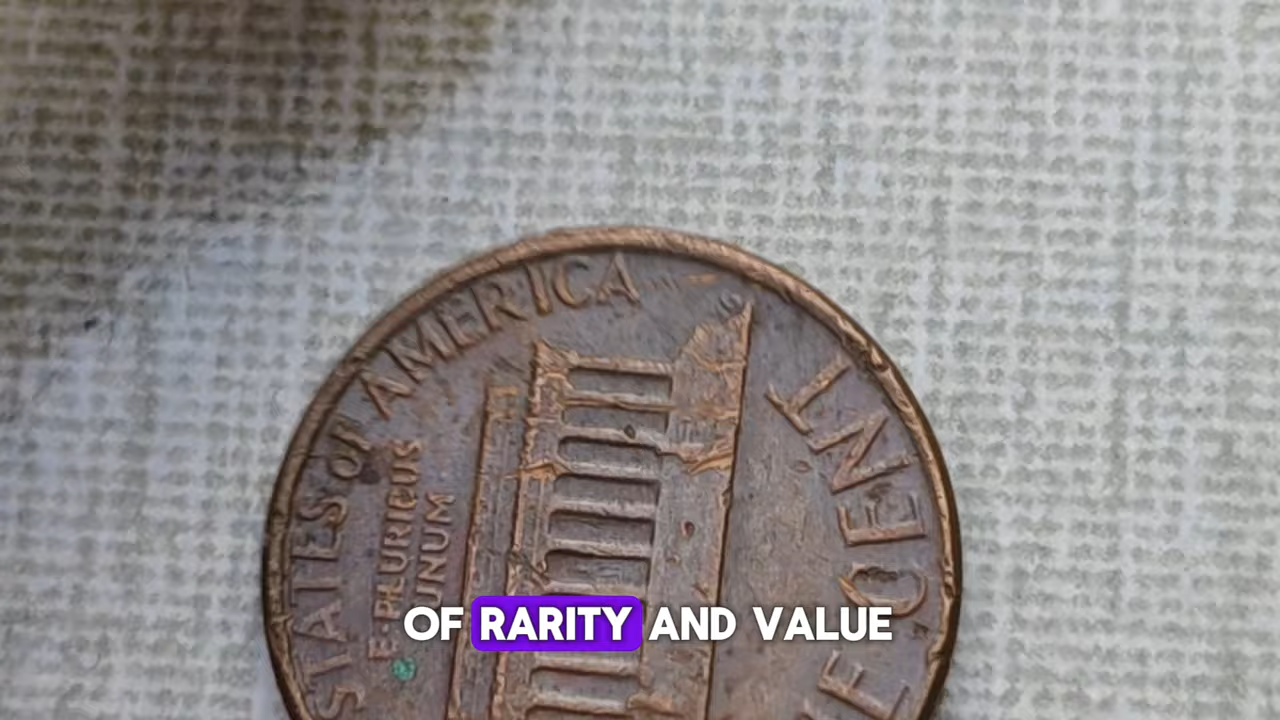 STATES OF AMERICA
E·PLURIBUS
UNUM
ONE CENT
OF RARITY AND VALUE